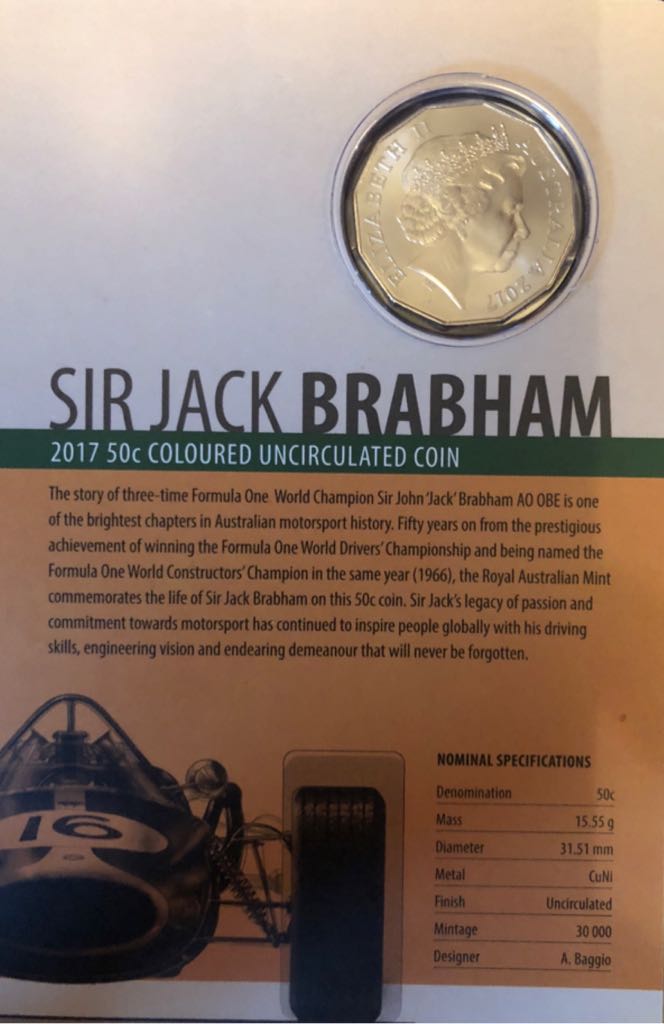 ELIZABETH II AUSTRALIA 2017
SIR JACK BRABHAM
2017 50c COLOURED UNCIRCULATED COIN
The story of three-time Formula One World Champion Sir John 'Jack' Brabham AO OBE is one
of the brightest chapters in Australian motorsport history. Fifty years on from the prestigious
achievement of winning the Formula One World Drivers' Championship and being named the
Formula One World Constructors' Champion in the same year (1966), the Royal Australian Mint
commemorates the life of Sir Jack Brabham on this 50c coin. Sir Jack's legacy of passion and
commitment towards motorsport has continued to inspire people globally with his driving
skills, engineering vision and endearing demeanour that will never be forgotten.
16
NOMINAL SPECIFICATIONS
Denomination 50c
Mass 15.55 g
Diameter 31.51 mm
Metal CuNi
Finish Uncirculated
Mintage 30 000
Designer A. Baggio